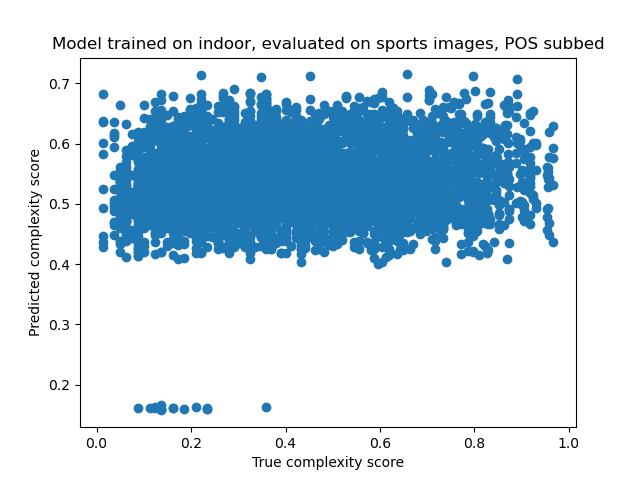 Model trained on indoor, evaluated on sports images, POS subbed
0.7
0.6
0.5
0.4
0.3
0.2
Predicted complexity score
0.0 0.2 0.4 0.6 0.8 1.0
True complexity score